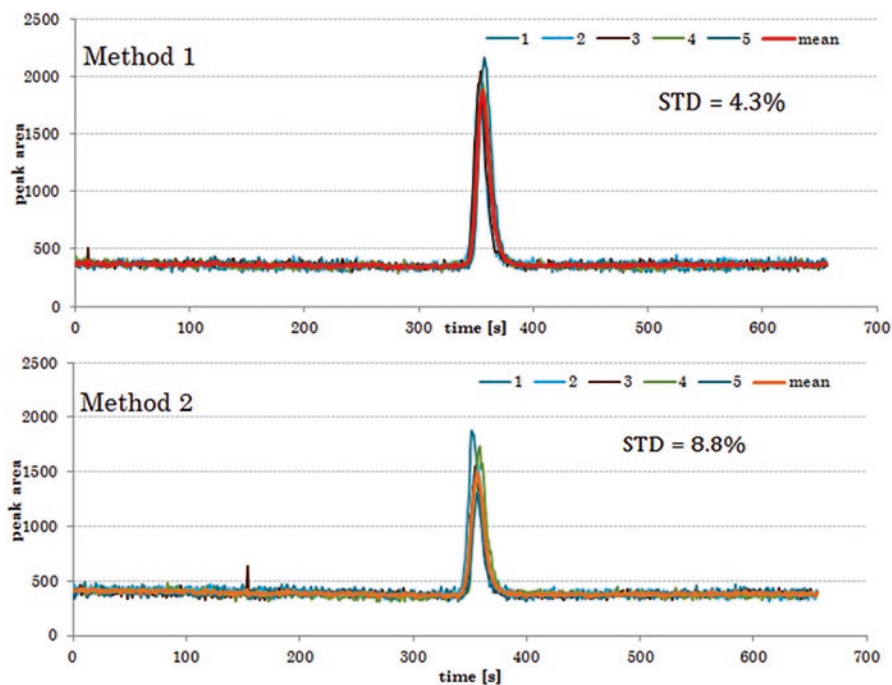 Method 1
1 2 3 4 5 mean
STD = 4.3%
peak area
2500
2000
1500
1000
500
0
0 100 200 300 400 500 600 700
time [s]
Method 2
1 2 3 4 5 mean
STD = 8.8%
peak area
2500
2000
1500
1000
500
0
0 100 200 300 400 500 600 700
time [s]